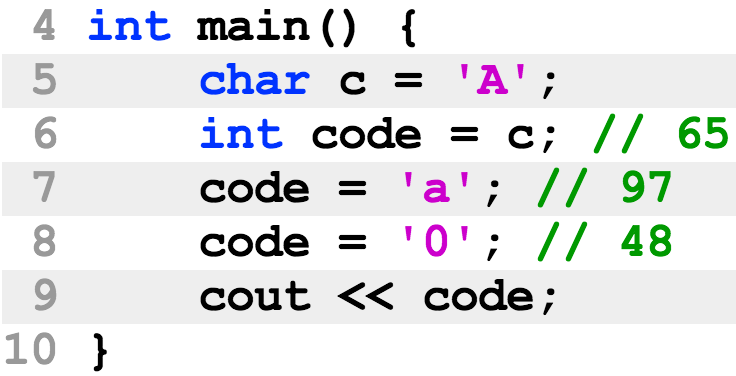 4 int main() {
5     char c = 'A';
6     int code = c; // 65
7     code = 'a'; // 97
8     code = '0'; // 48
9     cout << code;
10 }